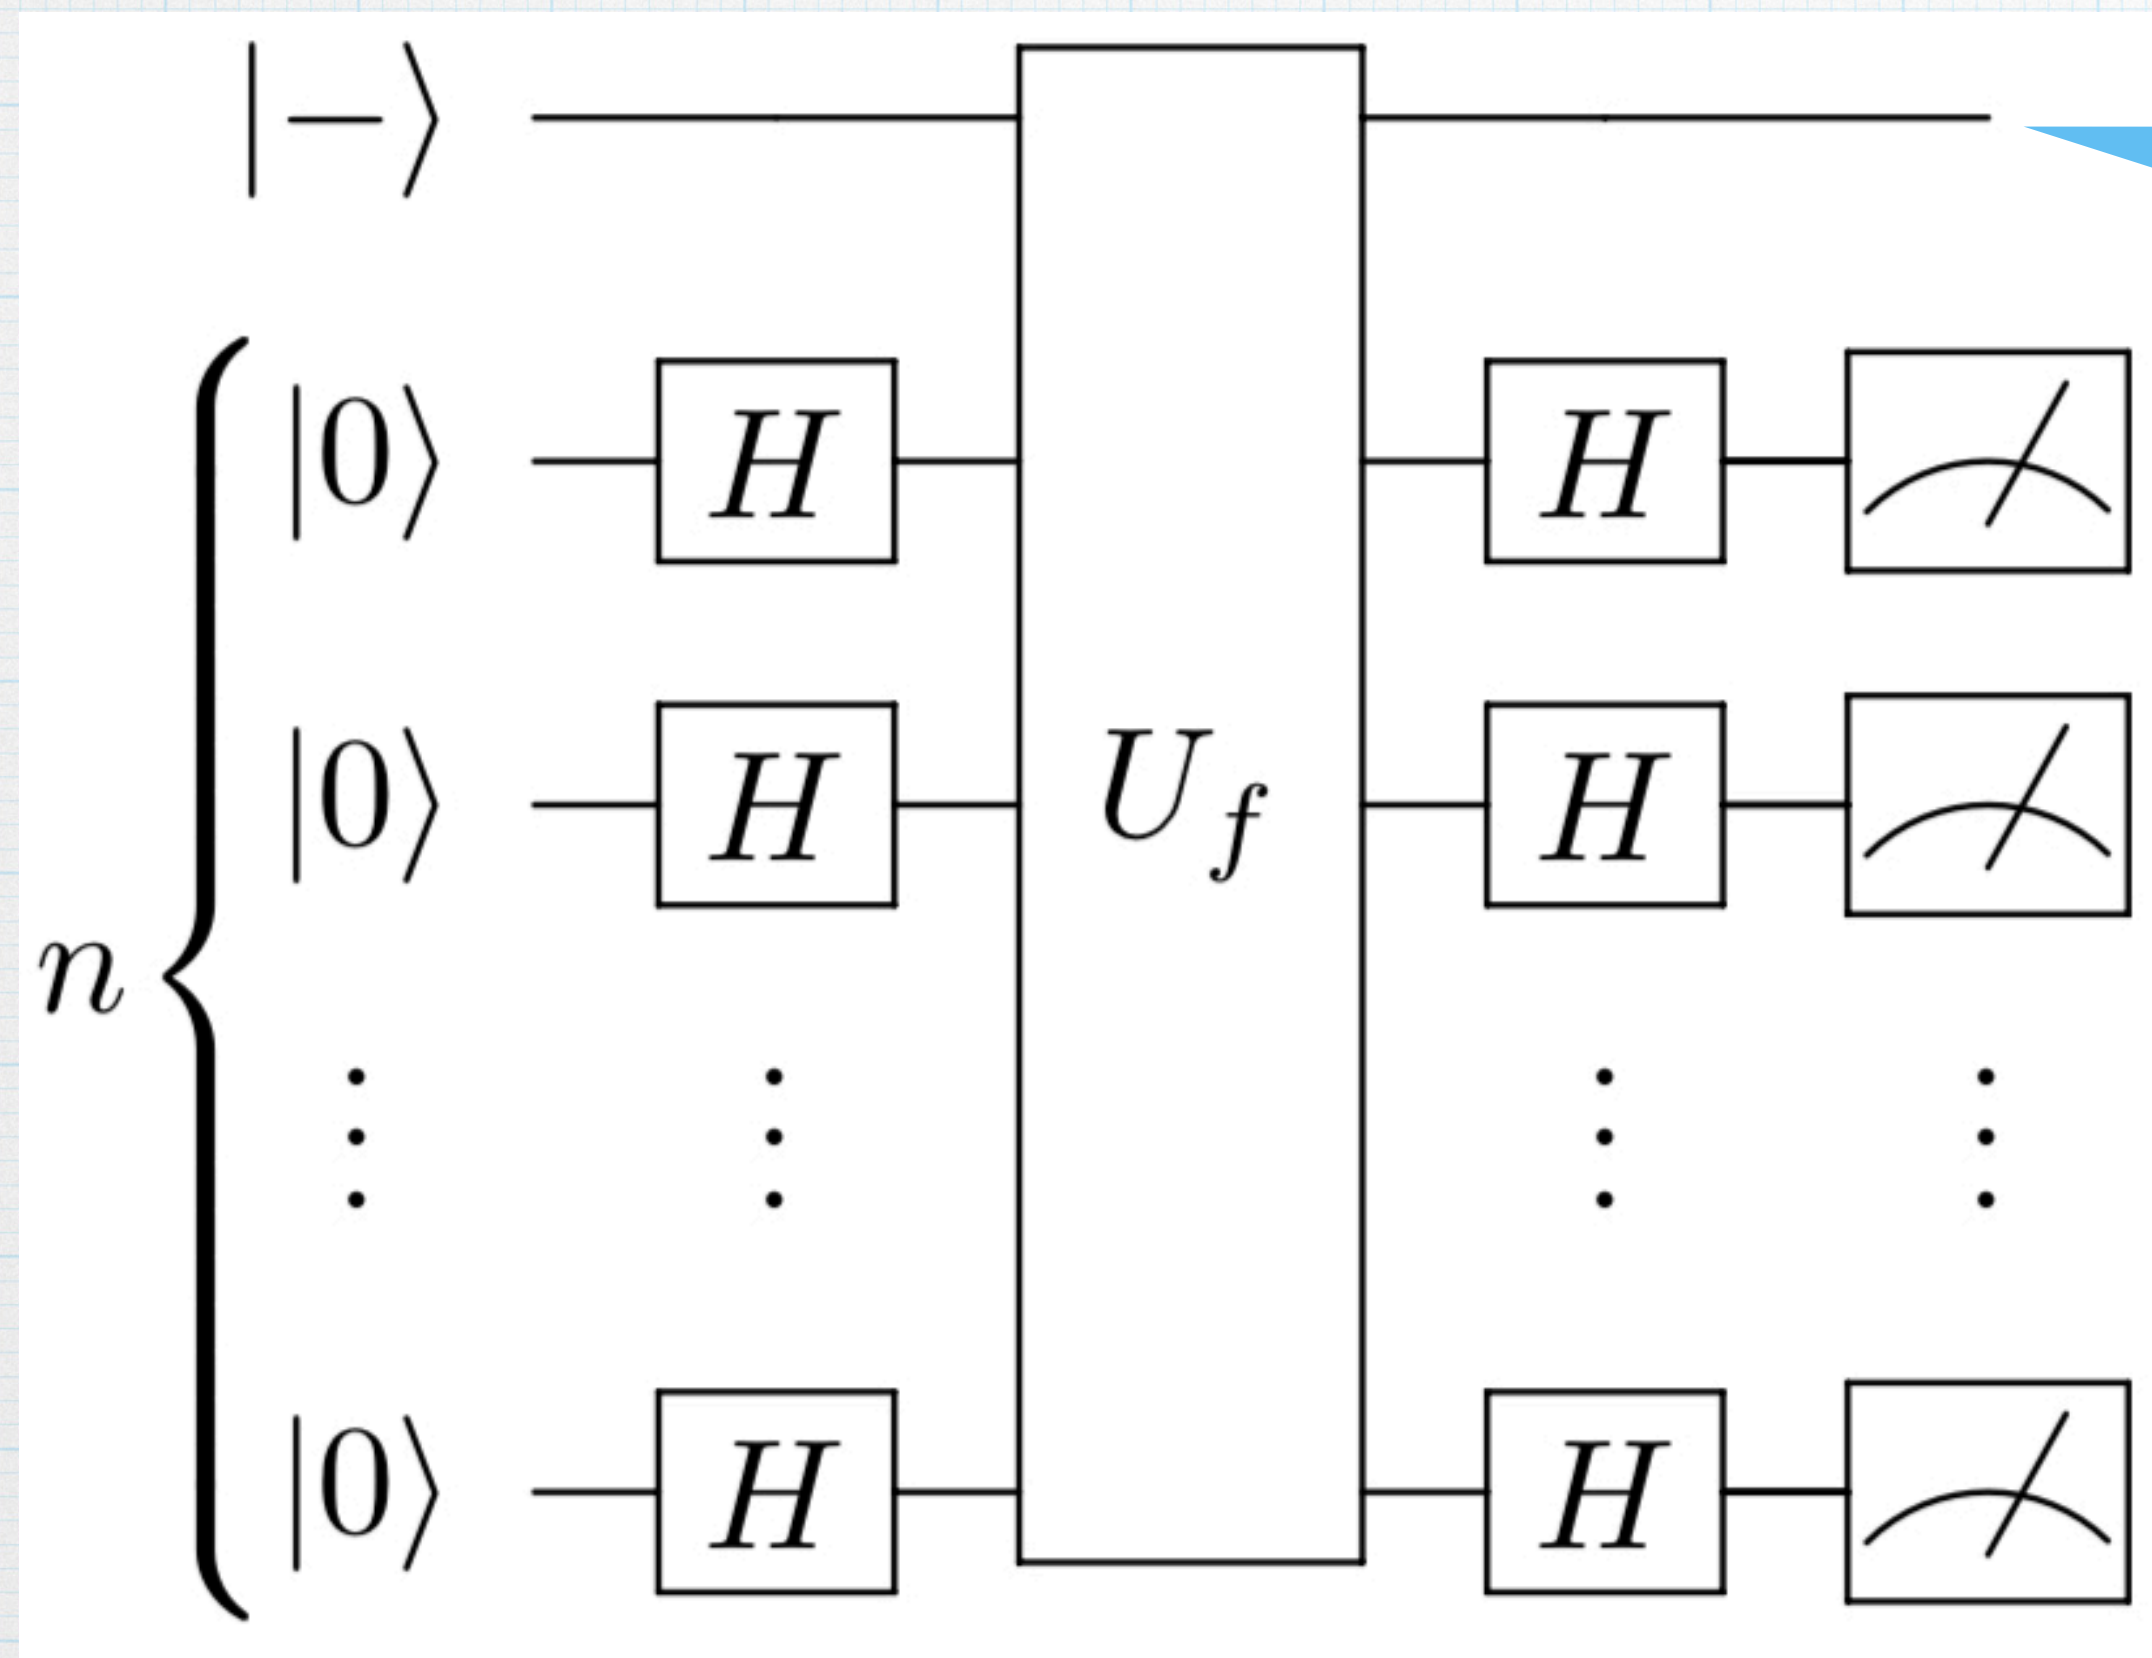 |−⟩
|0⟩ H H
|0⟩ H U_f H
n
|0⟩ H H